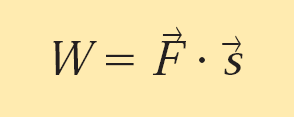 W = F⃗ · s⃗